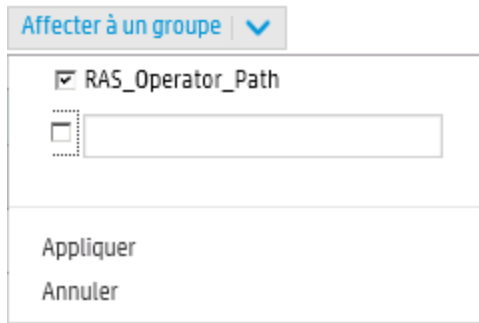 Affecter à un groupe
RAS_Operator_Path
Appliquer
Annuler